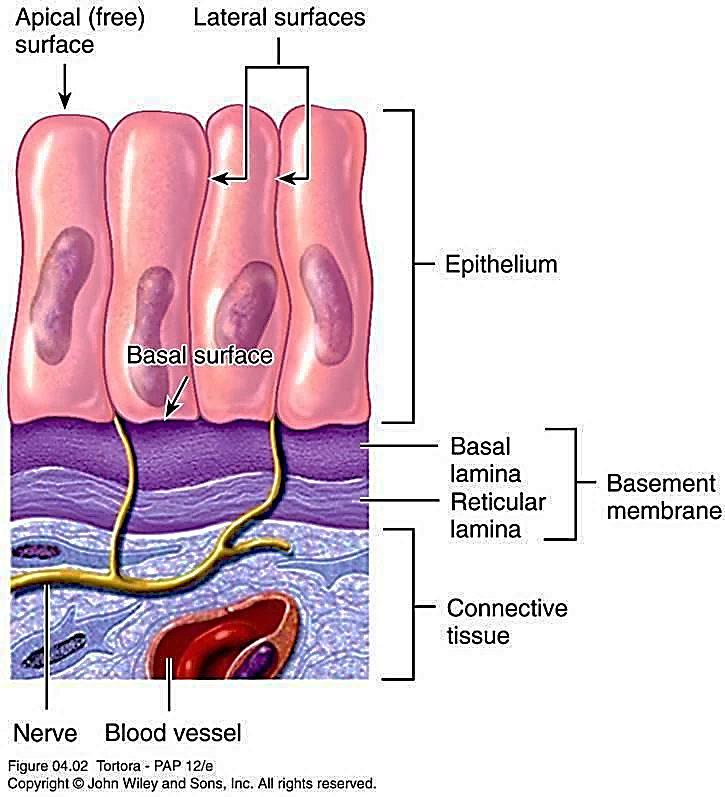 Apical (free)
surface
Lateral surfaces
Epithelium
Basal surface
Basal
lamina
Reticular
lamina
Basement
membrane
Connective
tissue
Nerve
Blood vessel
Figure 04.02 Tortora - PAP 12/e
Copyright © John Wiley and Sons, Inc. All rights reserved.